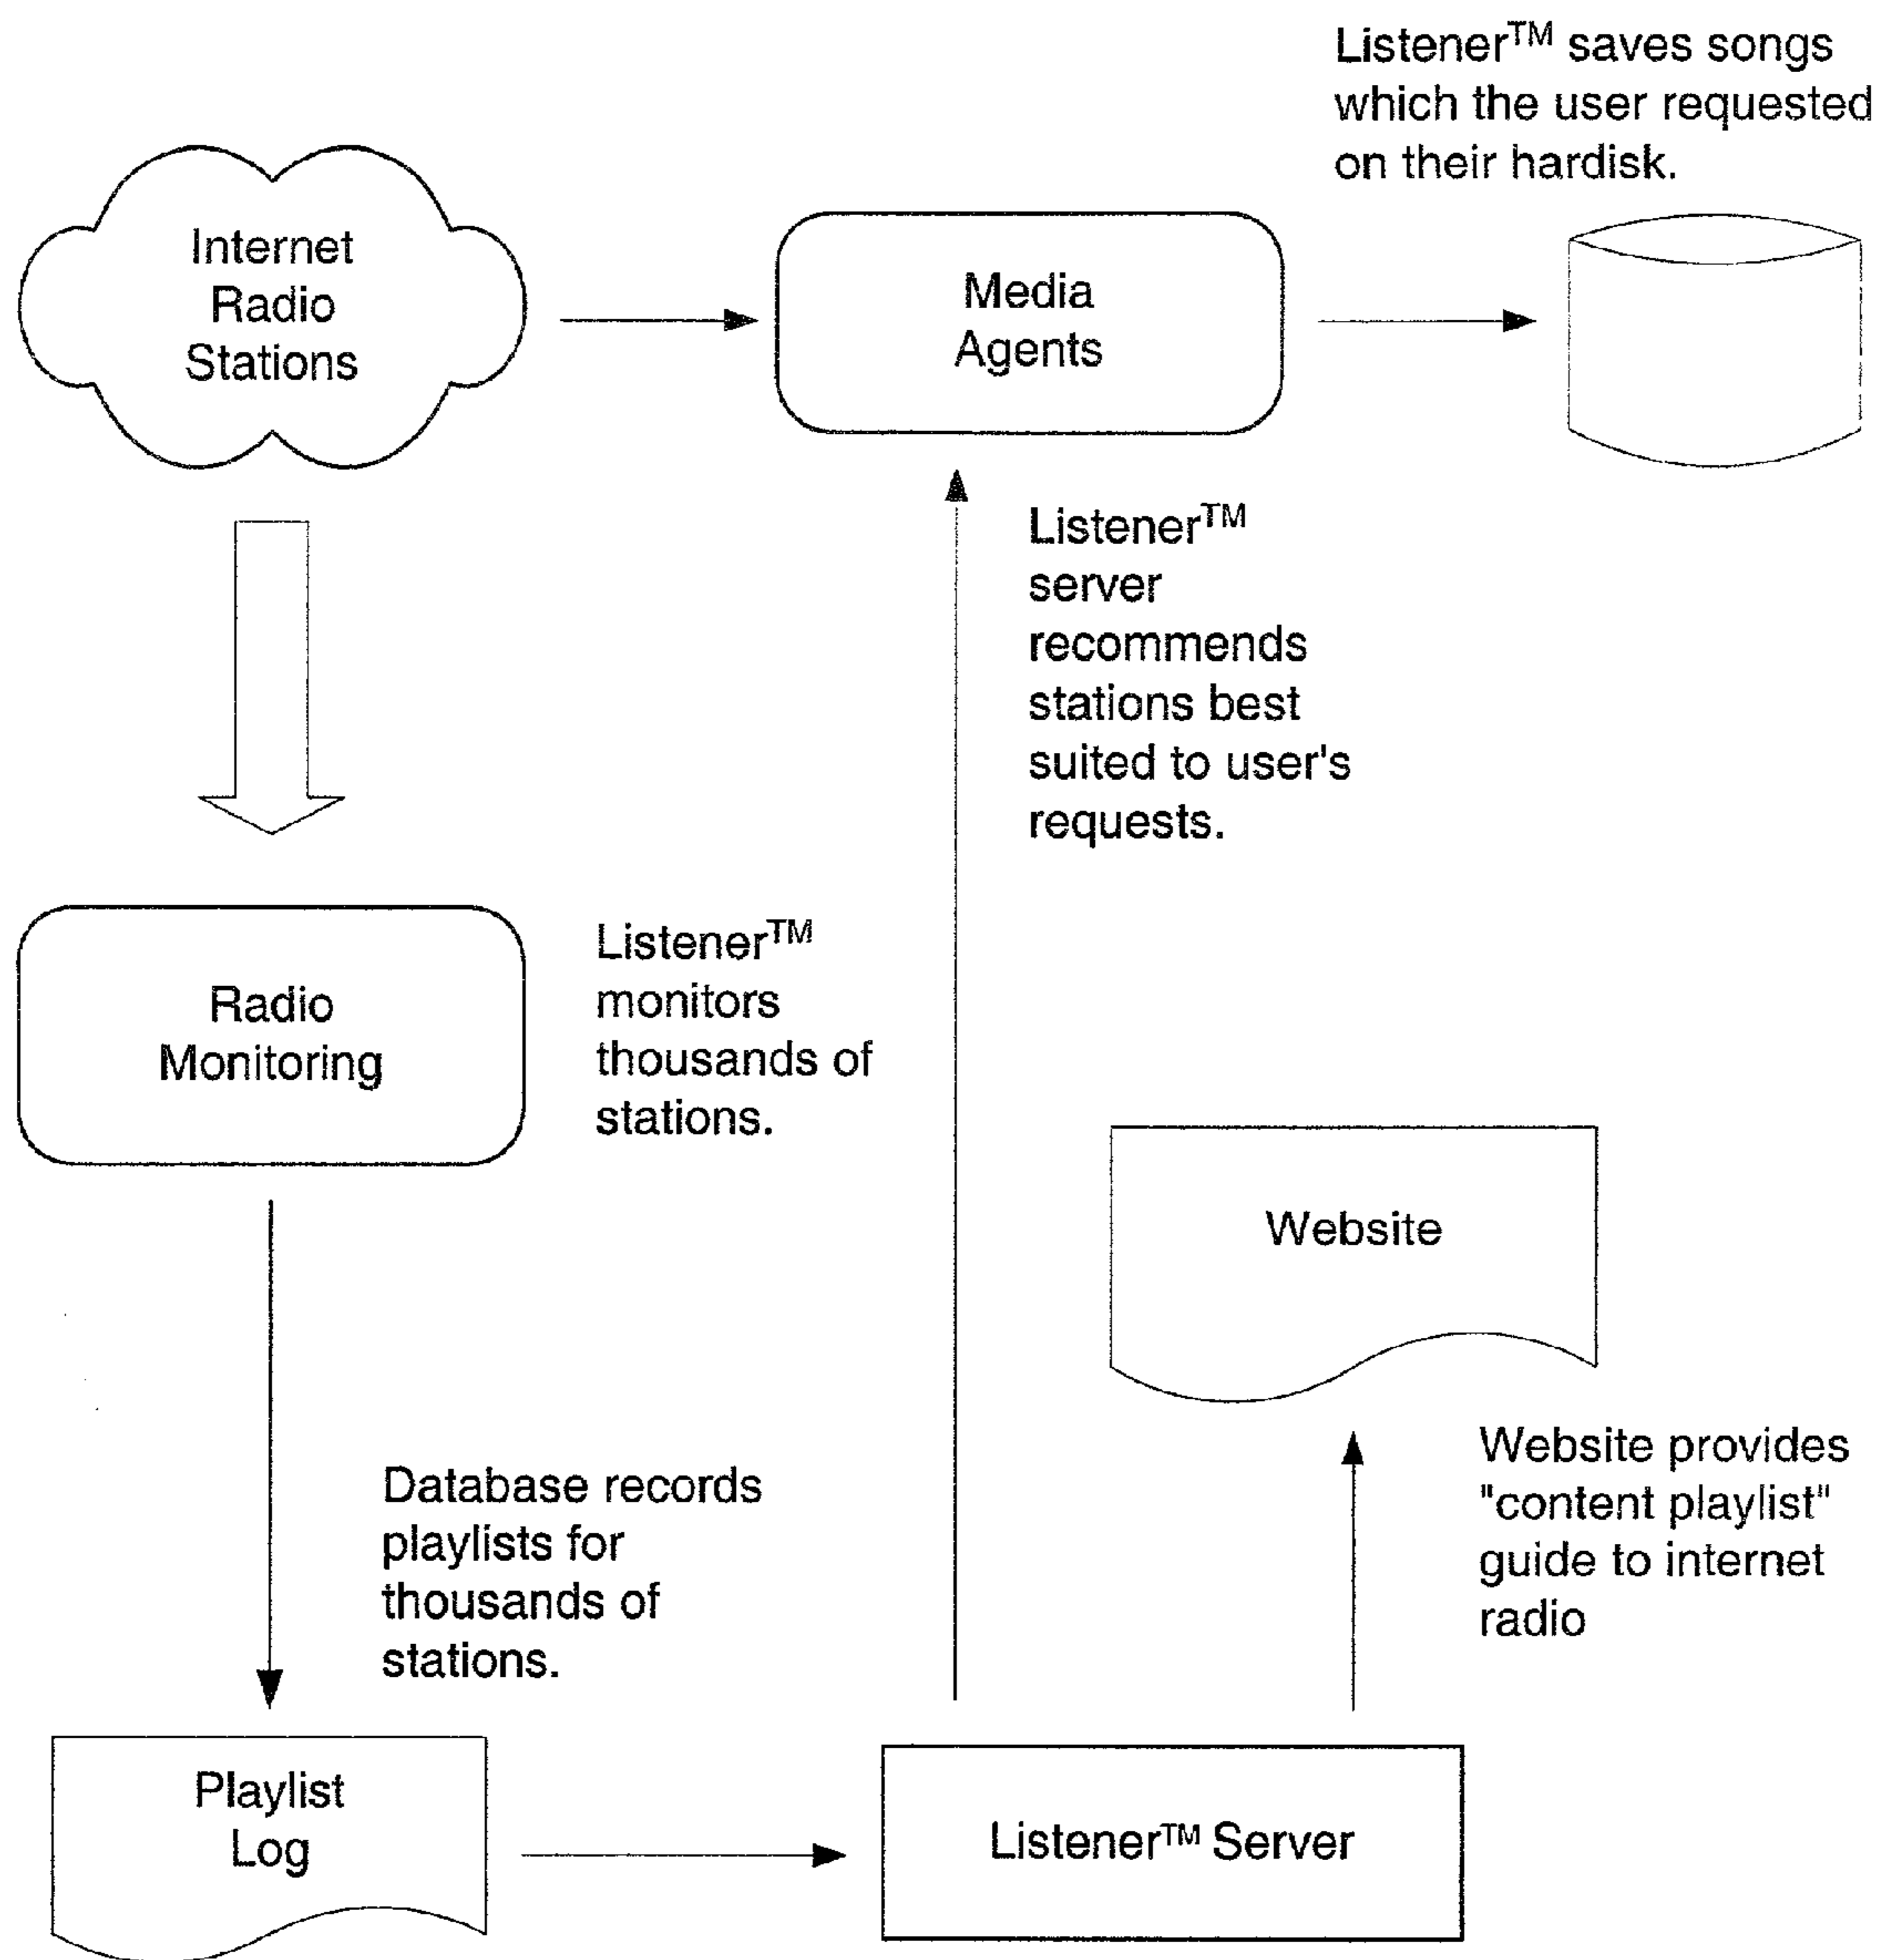 Listener™ saves songs
which the user requested
on their hardisk.
Internet
Radio
Stations
Media
Agents
Listener™
server
recommends
stations best
suited to user's
requests.
Radio
Monitoring
Listener™
monitors
thousands of
stations.
Website
Website provides
"content playlist"
guide to internet
radio
Database records
playlists for
thousands of
stations.
Playlist
Log
Listener™ Server